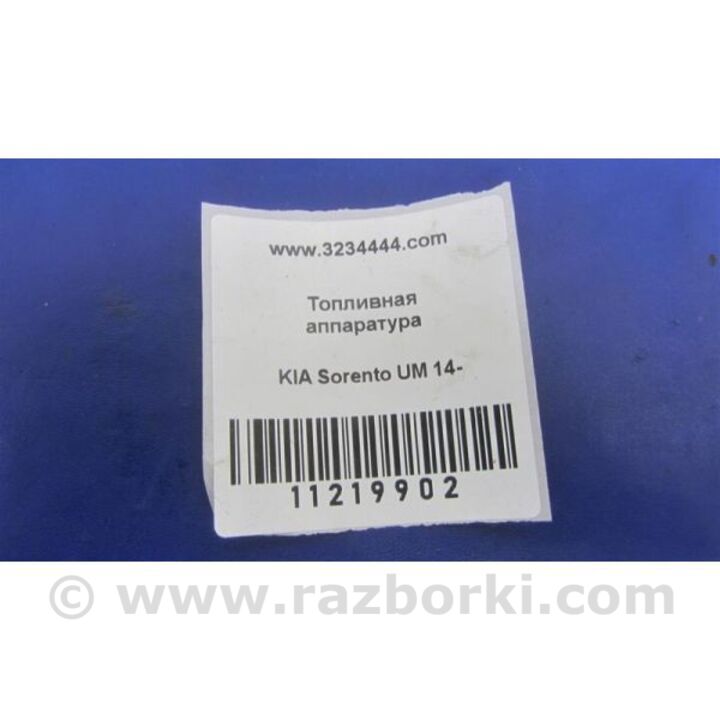 www.3234444.com
Топливная
аппаратура
KIA Sorento UM 14-
11219902
© www.razborki.com